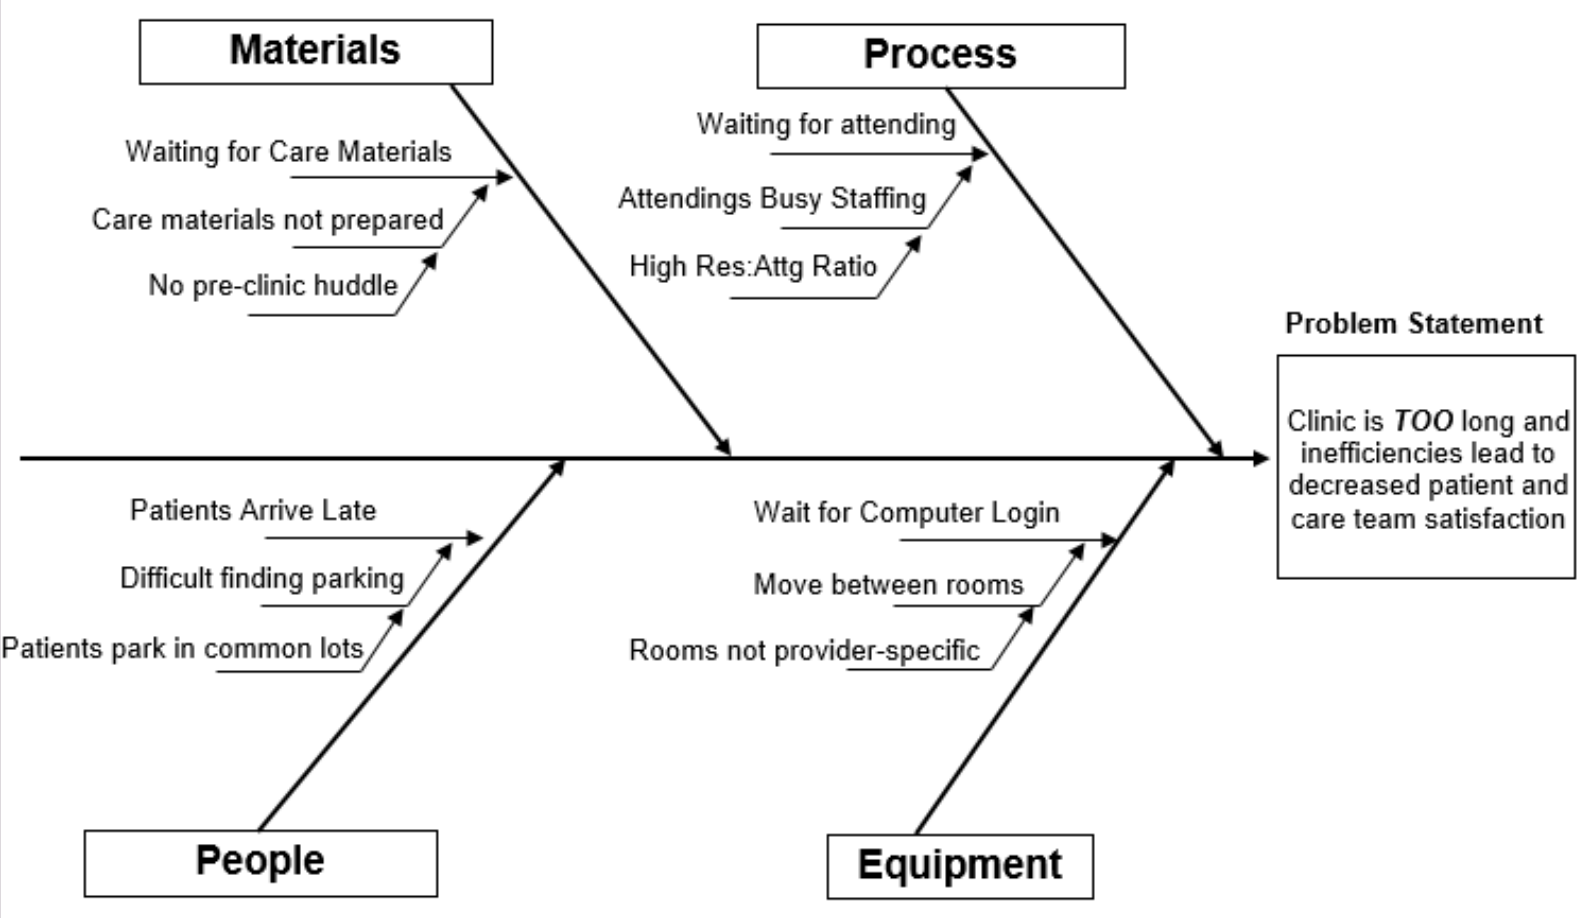 Materials
Process
Waiting for Care Materials
Care materials not prepared
No pre-clinic huddle
Waiting for attending
Attendings Busy Staffing
High Res:Attg Ratio
Problem Statement
Clinic is TOO long and
inefficiencies lead to
decreased patient and
care team satisfaction
Patients Arrive Late
Difficult finding parking
Patients park in common lots
Wait for Computer Login
Move between rooms
Rooms not provider-specific
People
Equipment